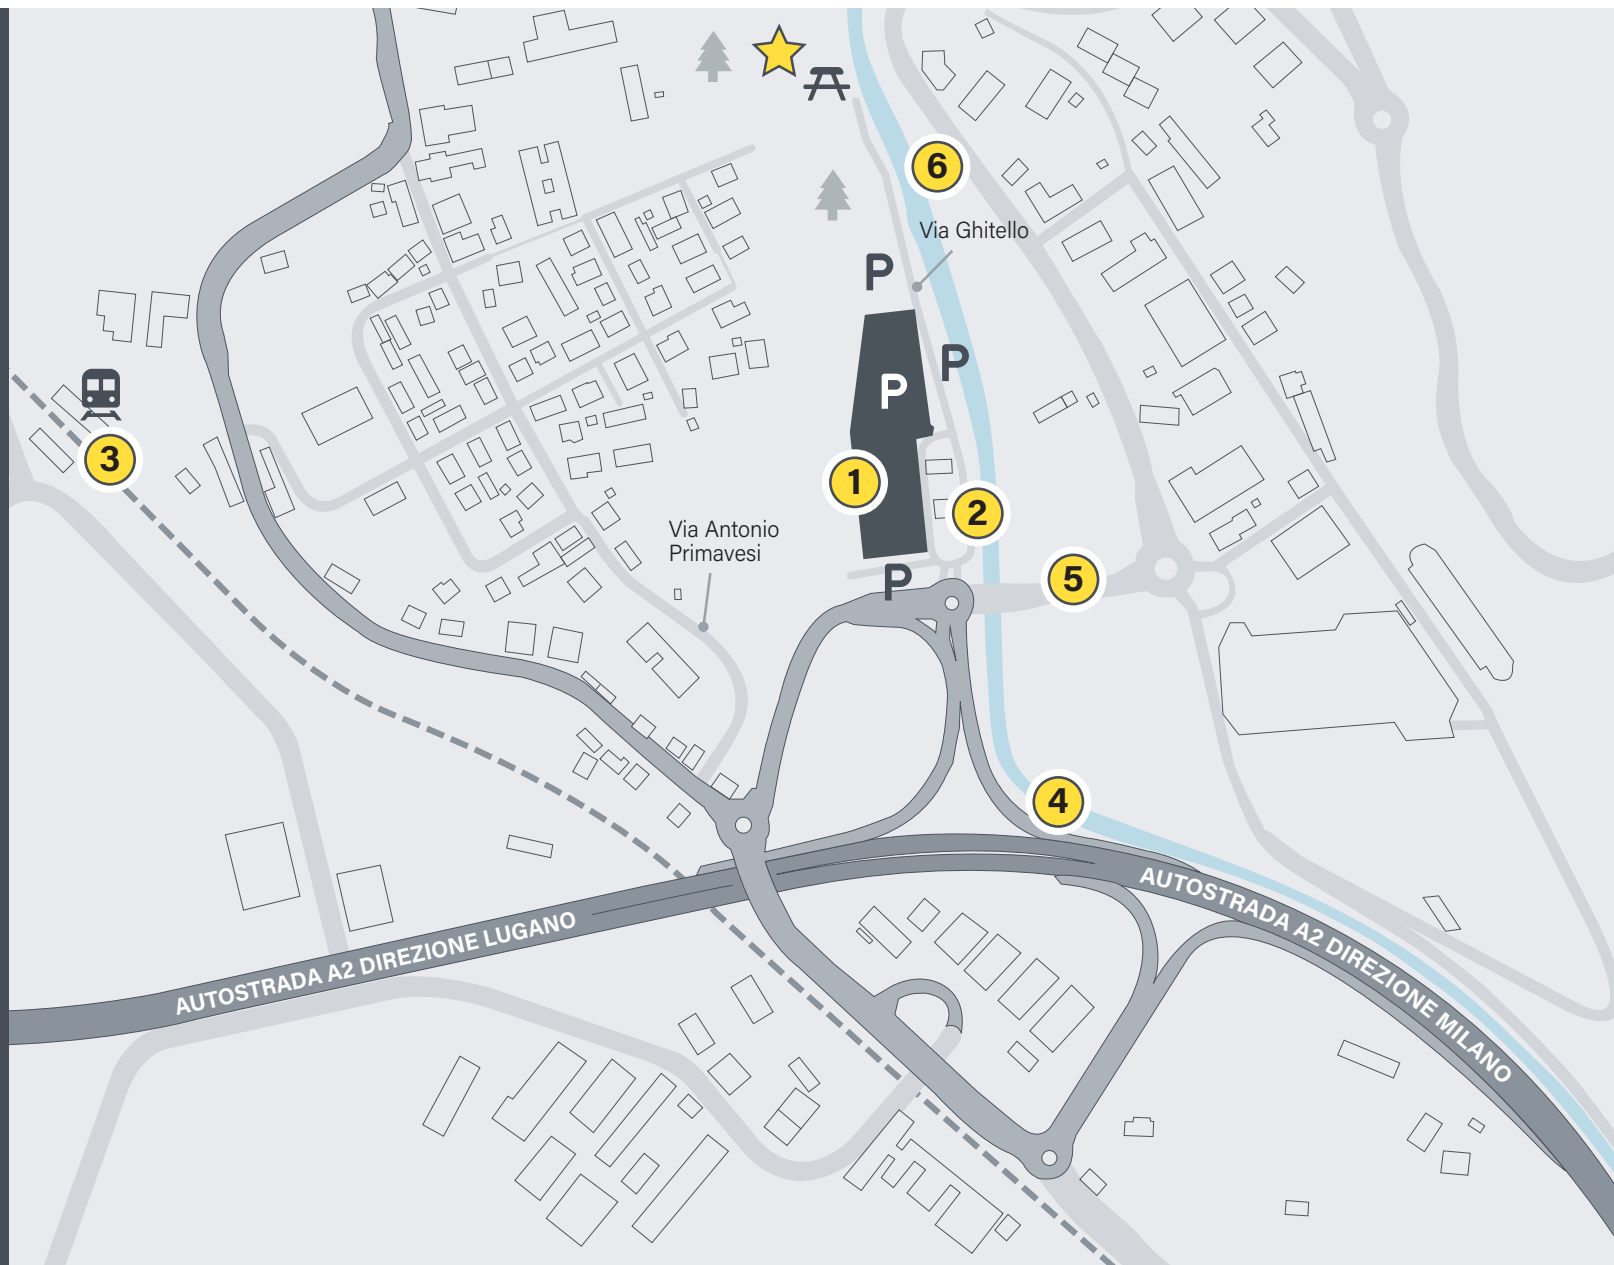 6
Via Ghitello
P
P
P
3
1
2
Via Antonio
Primavesi
P
5
4
AUTOSTRADA A2 DIREZIONE LUGANO
AUTOSTRADA A2 DIREZIONE MILANO